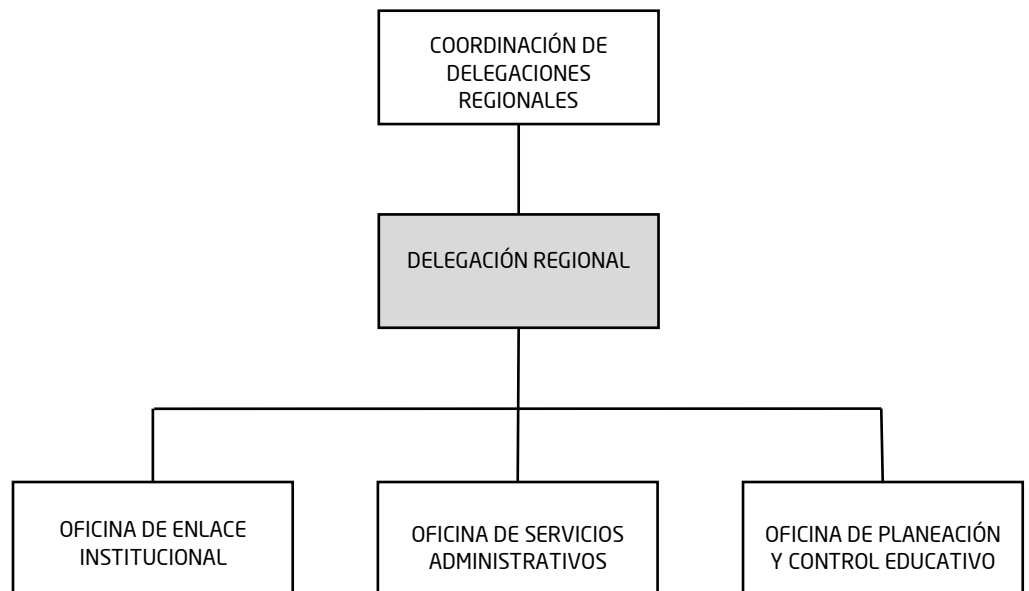 COORDINACIÓN DE
DELEGACIONES
REGIONALES
DELEGACIÓN REGIONAL
OFICINA DE ENLACE
INSTITUCIONAL
OFICINA DE SERVICIOS
ADMINISTRATIVOS
OFICINA DE PLANEACIÓN
Y CONTROL EDUCATIVO